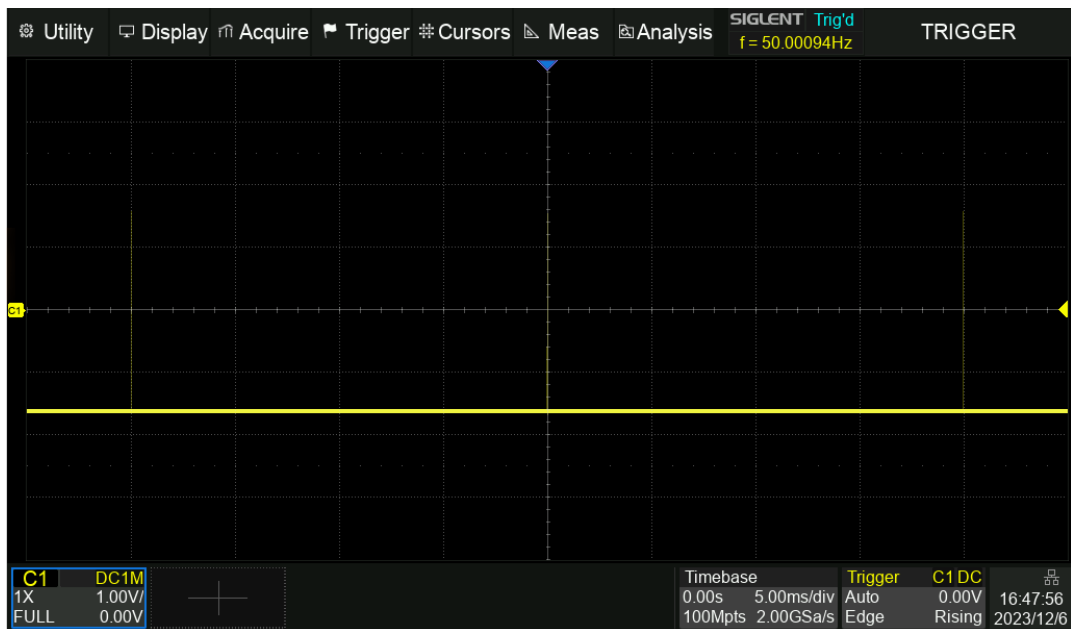 Utility Display Acquire Trigger Cursors Meas Analysis SIGLENT Trig'd TRIGGER
f = 50.00094Hz
C1
C1 DC1M
1X 1.00V/
FULL 0.00V
Timebase
0.00s 5.00ms/div
100Mpts 2.00GSa/s
Trigger C1 DC
Auto 0.00V
Edge Rising
16:47:56
2023/12/6